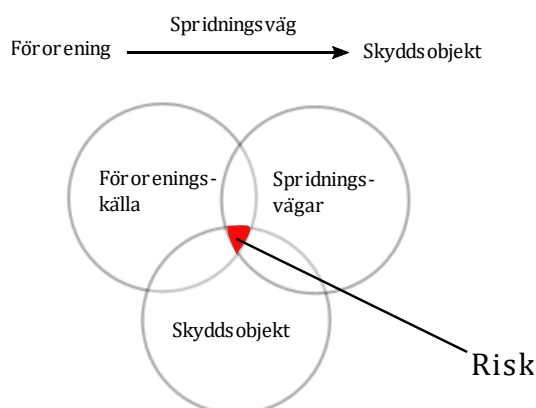 Spridningsväg
Förorening
Skyddsobjekt
Förorenings-
källa
Spridnings-
vägar
Skyddsobjekt
Risk